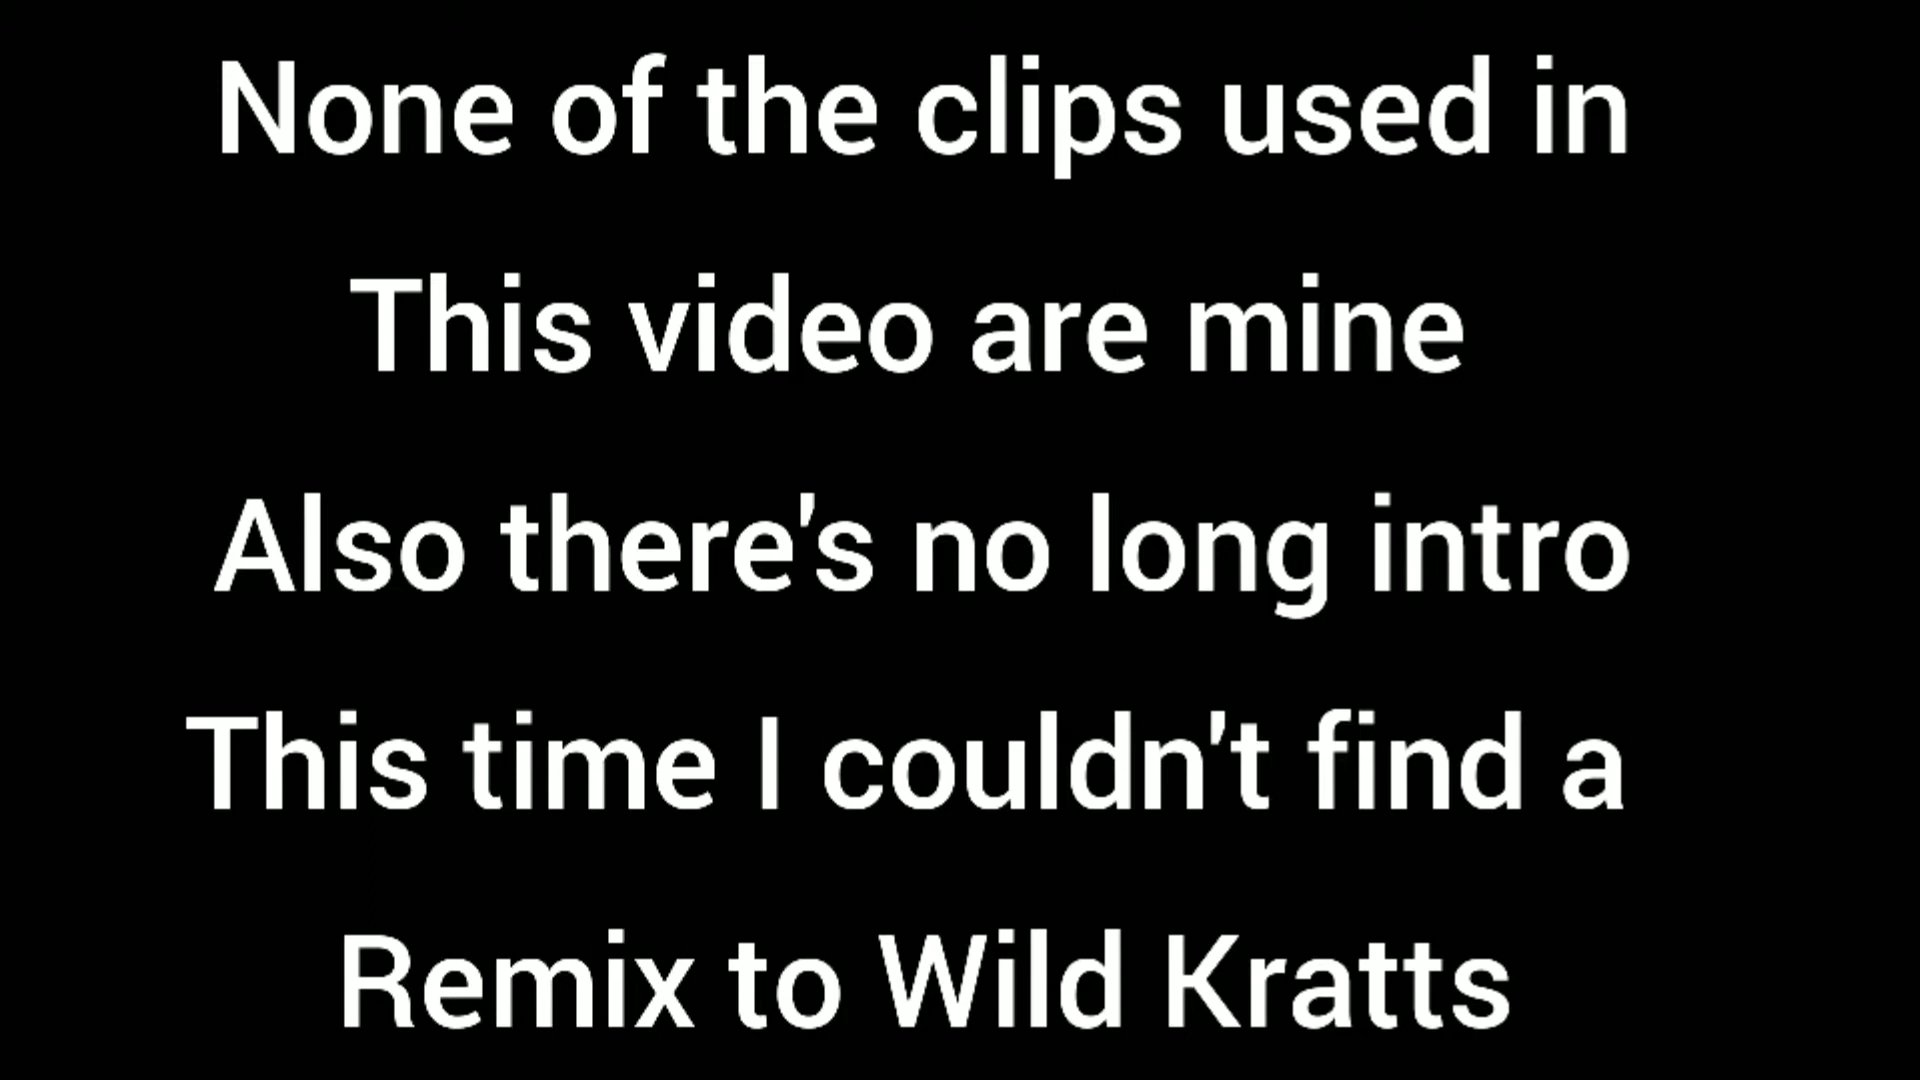 None of the clips used in
This video are mine
Also there's no long intro
This time I couldn't find a
Remix to Wild Kratts